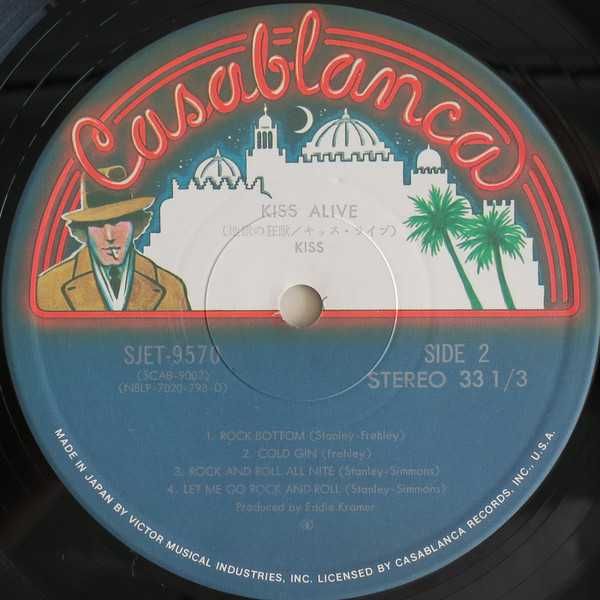 Casablanca
KISS ALIVE
(地獄の狂獣/キッス・ライブ)
KISS
SJET-9570
(5CAB-9007)
(NBLP-7020-798-D)
SIDE 2
STEREO 33 1/3
1. ROCK BOTTOM (Stanley-Frehley)
2. COLD GIN (Frehley)
3. ROCK AND ROLL ALL NITE (Stanley-Simmons)
4. LET ME GO ROCK AND ROLL (Stanley-Simmons)
Produced by Eddie Kramer
MADE IN JAPAN BY VICTOR MUSICAL INDUSTRIES, INC. LICENSED BY CASABLANCA RECORDS, INC., U.S.A.